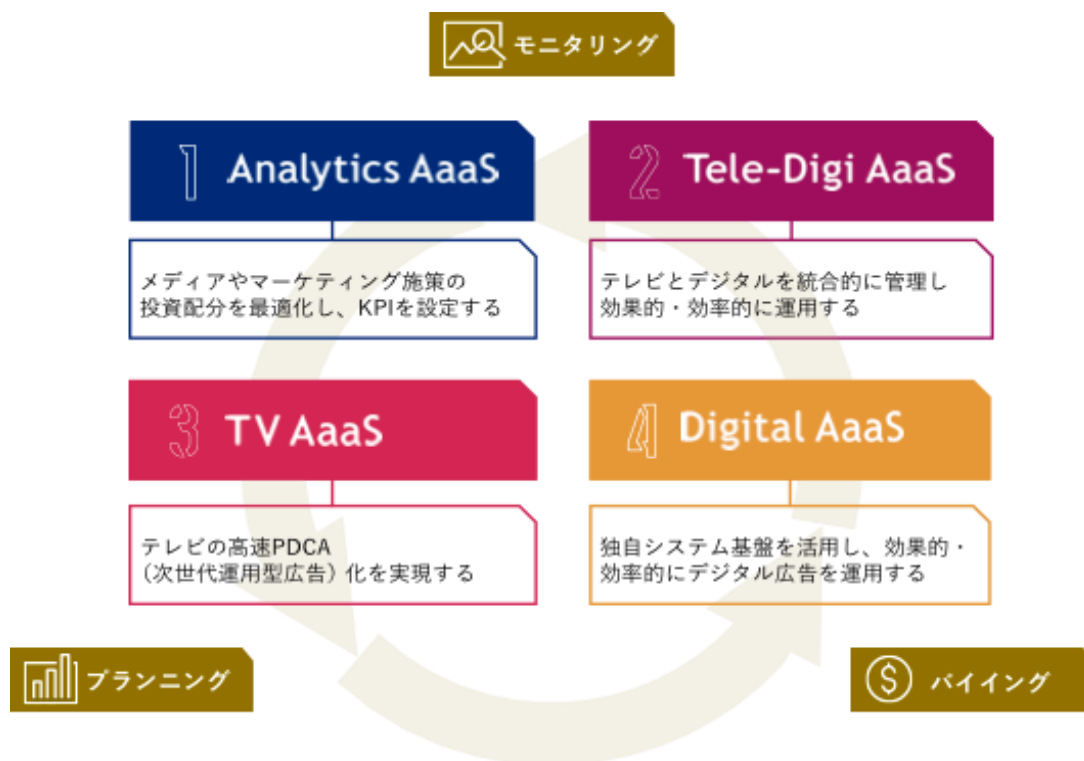 モニタリング
1 Analytics AaaS
メディアやマーケティング施策の
投資配分を最適化し、KPIを設定する
2 Tele-Digi AaaS
テレビとデジタルを統合的に管理し
効果的・効率的に運用する
3 TV AaaS
テレビの高速PDCA
（次世代運用型広告）化を実現する
4 Digital AaaS
独自システム基盤を活用し、効果的・
効率的にデジタル広告を運用する
プランニング
$ バイイング